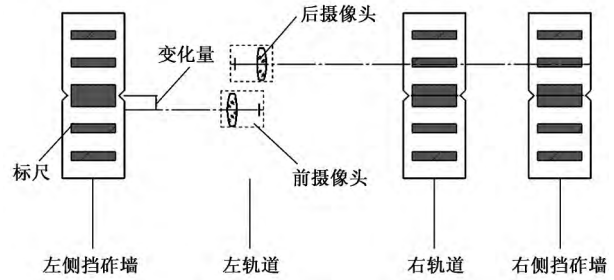 后摄像头
变化量
标尺
前摄像头
左侧挡砟墙
左轨道
右轨道
右侧挡砟墙